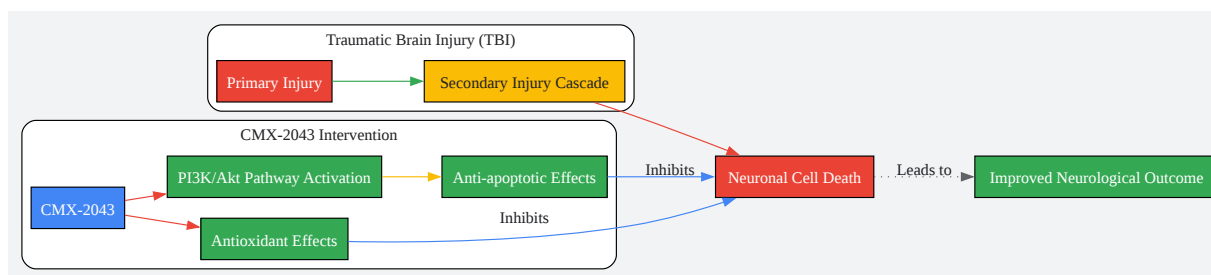 Traumatic Brain Injury (TBI)
Primary Injury
Secondary Injury Cascade
CMX-2043 Intervention
PI3K/Akt Pathway Activation
Anti-apoptotic Effects
Inhibits
Neuronal Cell Death
Leads to
Improved Neurological Outcome
CMX-2043
Inhibits
Antioxidant Effects